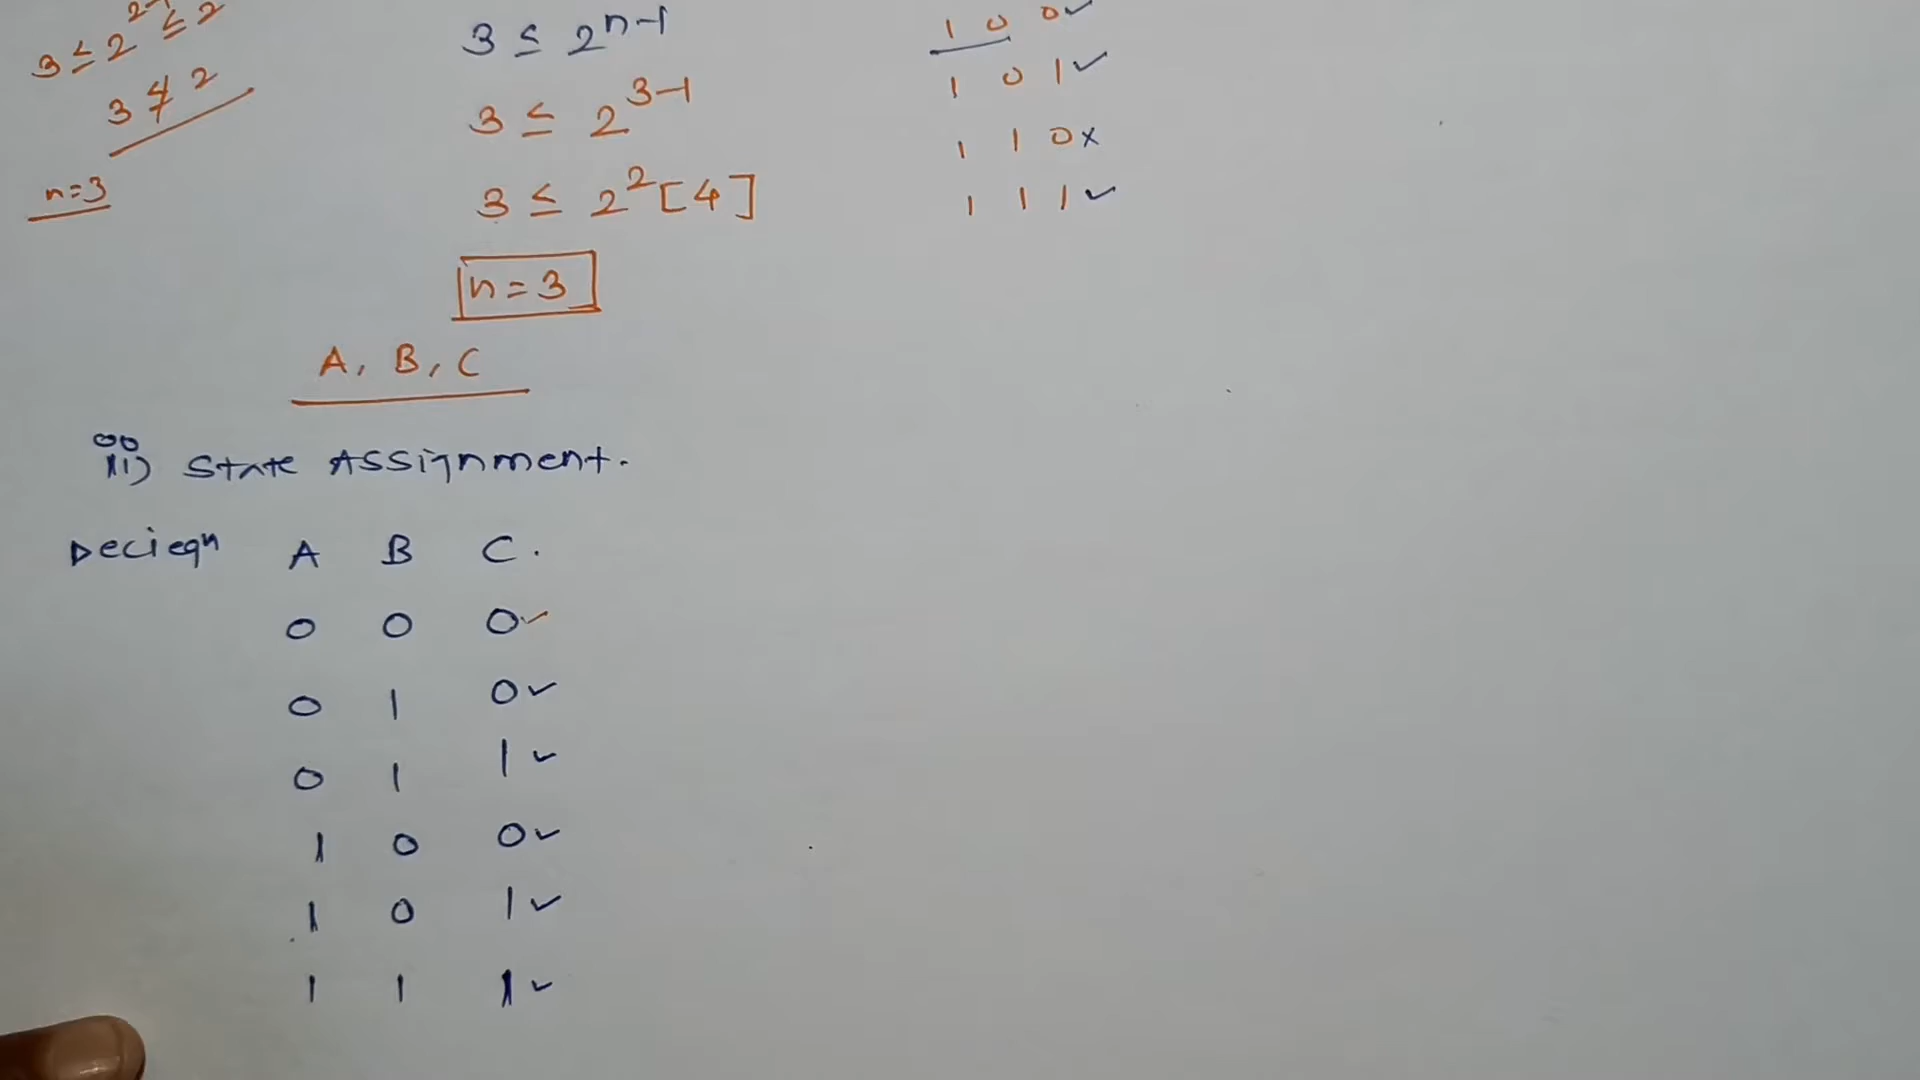 3 ≤ 2^2-1 ≤ 2
3 ≰ 2
n=3
3 ≤ 2^n-1
3 ≤ 2^3-1
3 ≤ 2^2 [4]
n=3
A, B, C
1 0 0✓
1 0 1✓
1 1 0×
1 1 1✓
iii) State Assignment.
Deciegn A B C.
0 0 0✓
0 1 0✓
0 1 1✓
1 0 0✓
1 0 1✓
1 1 1✓